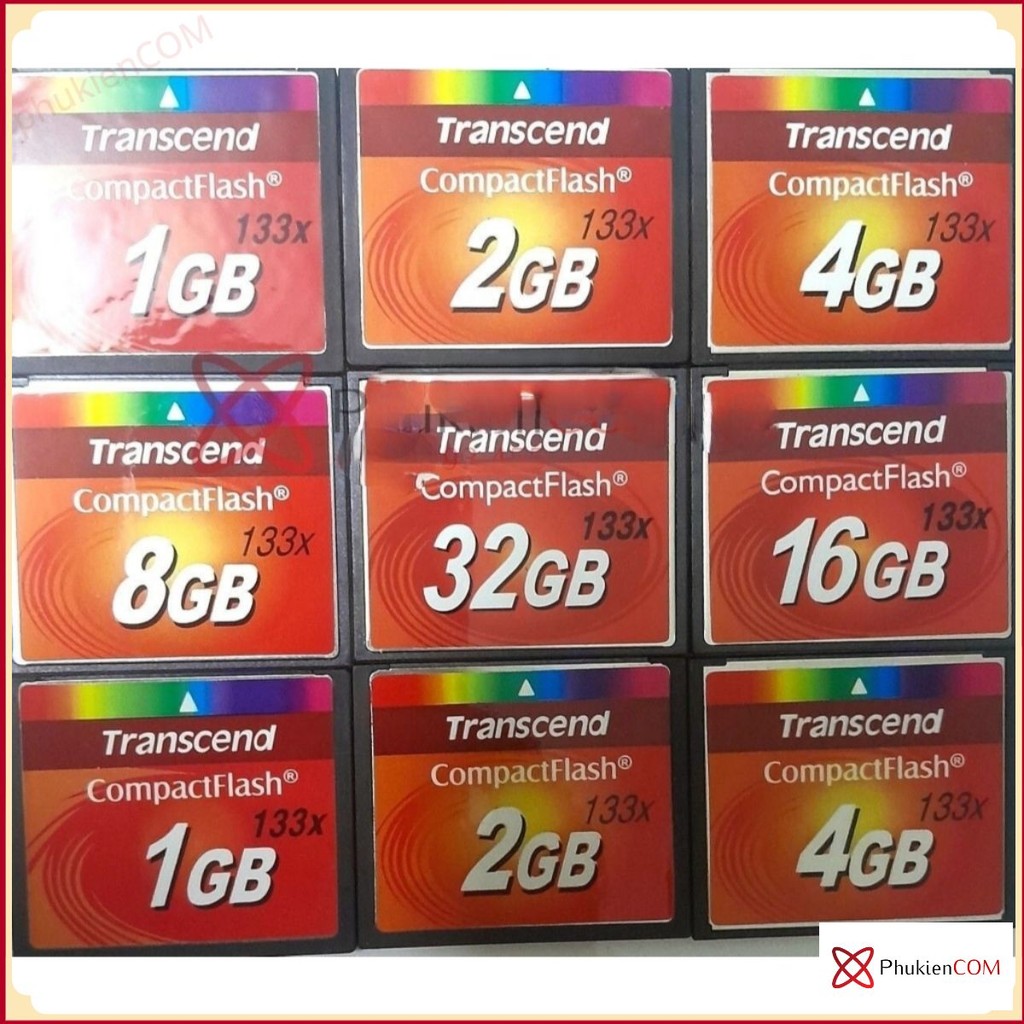 PhukienCOM
Transcend
CompactFlash®
133x
1GB
Transcend
CompactFlash®
133x
2GB
Transcend
CompactFlash®
133x
4GB
Transcend
CompactFlash®
133x
8GB
Transcend
CompactFlash®
133x
32GB
Transcend
CompactFlash®
133x
16GB
Transcend
CompactFlash®
133x
1GB
Transcend
CompactFlash®
133x
2GB
Transcend
CompactFlash®
133x
4GB
PhukienCOM